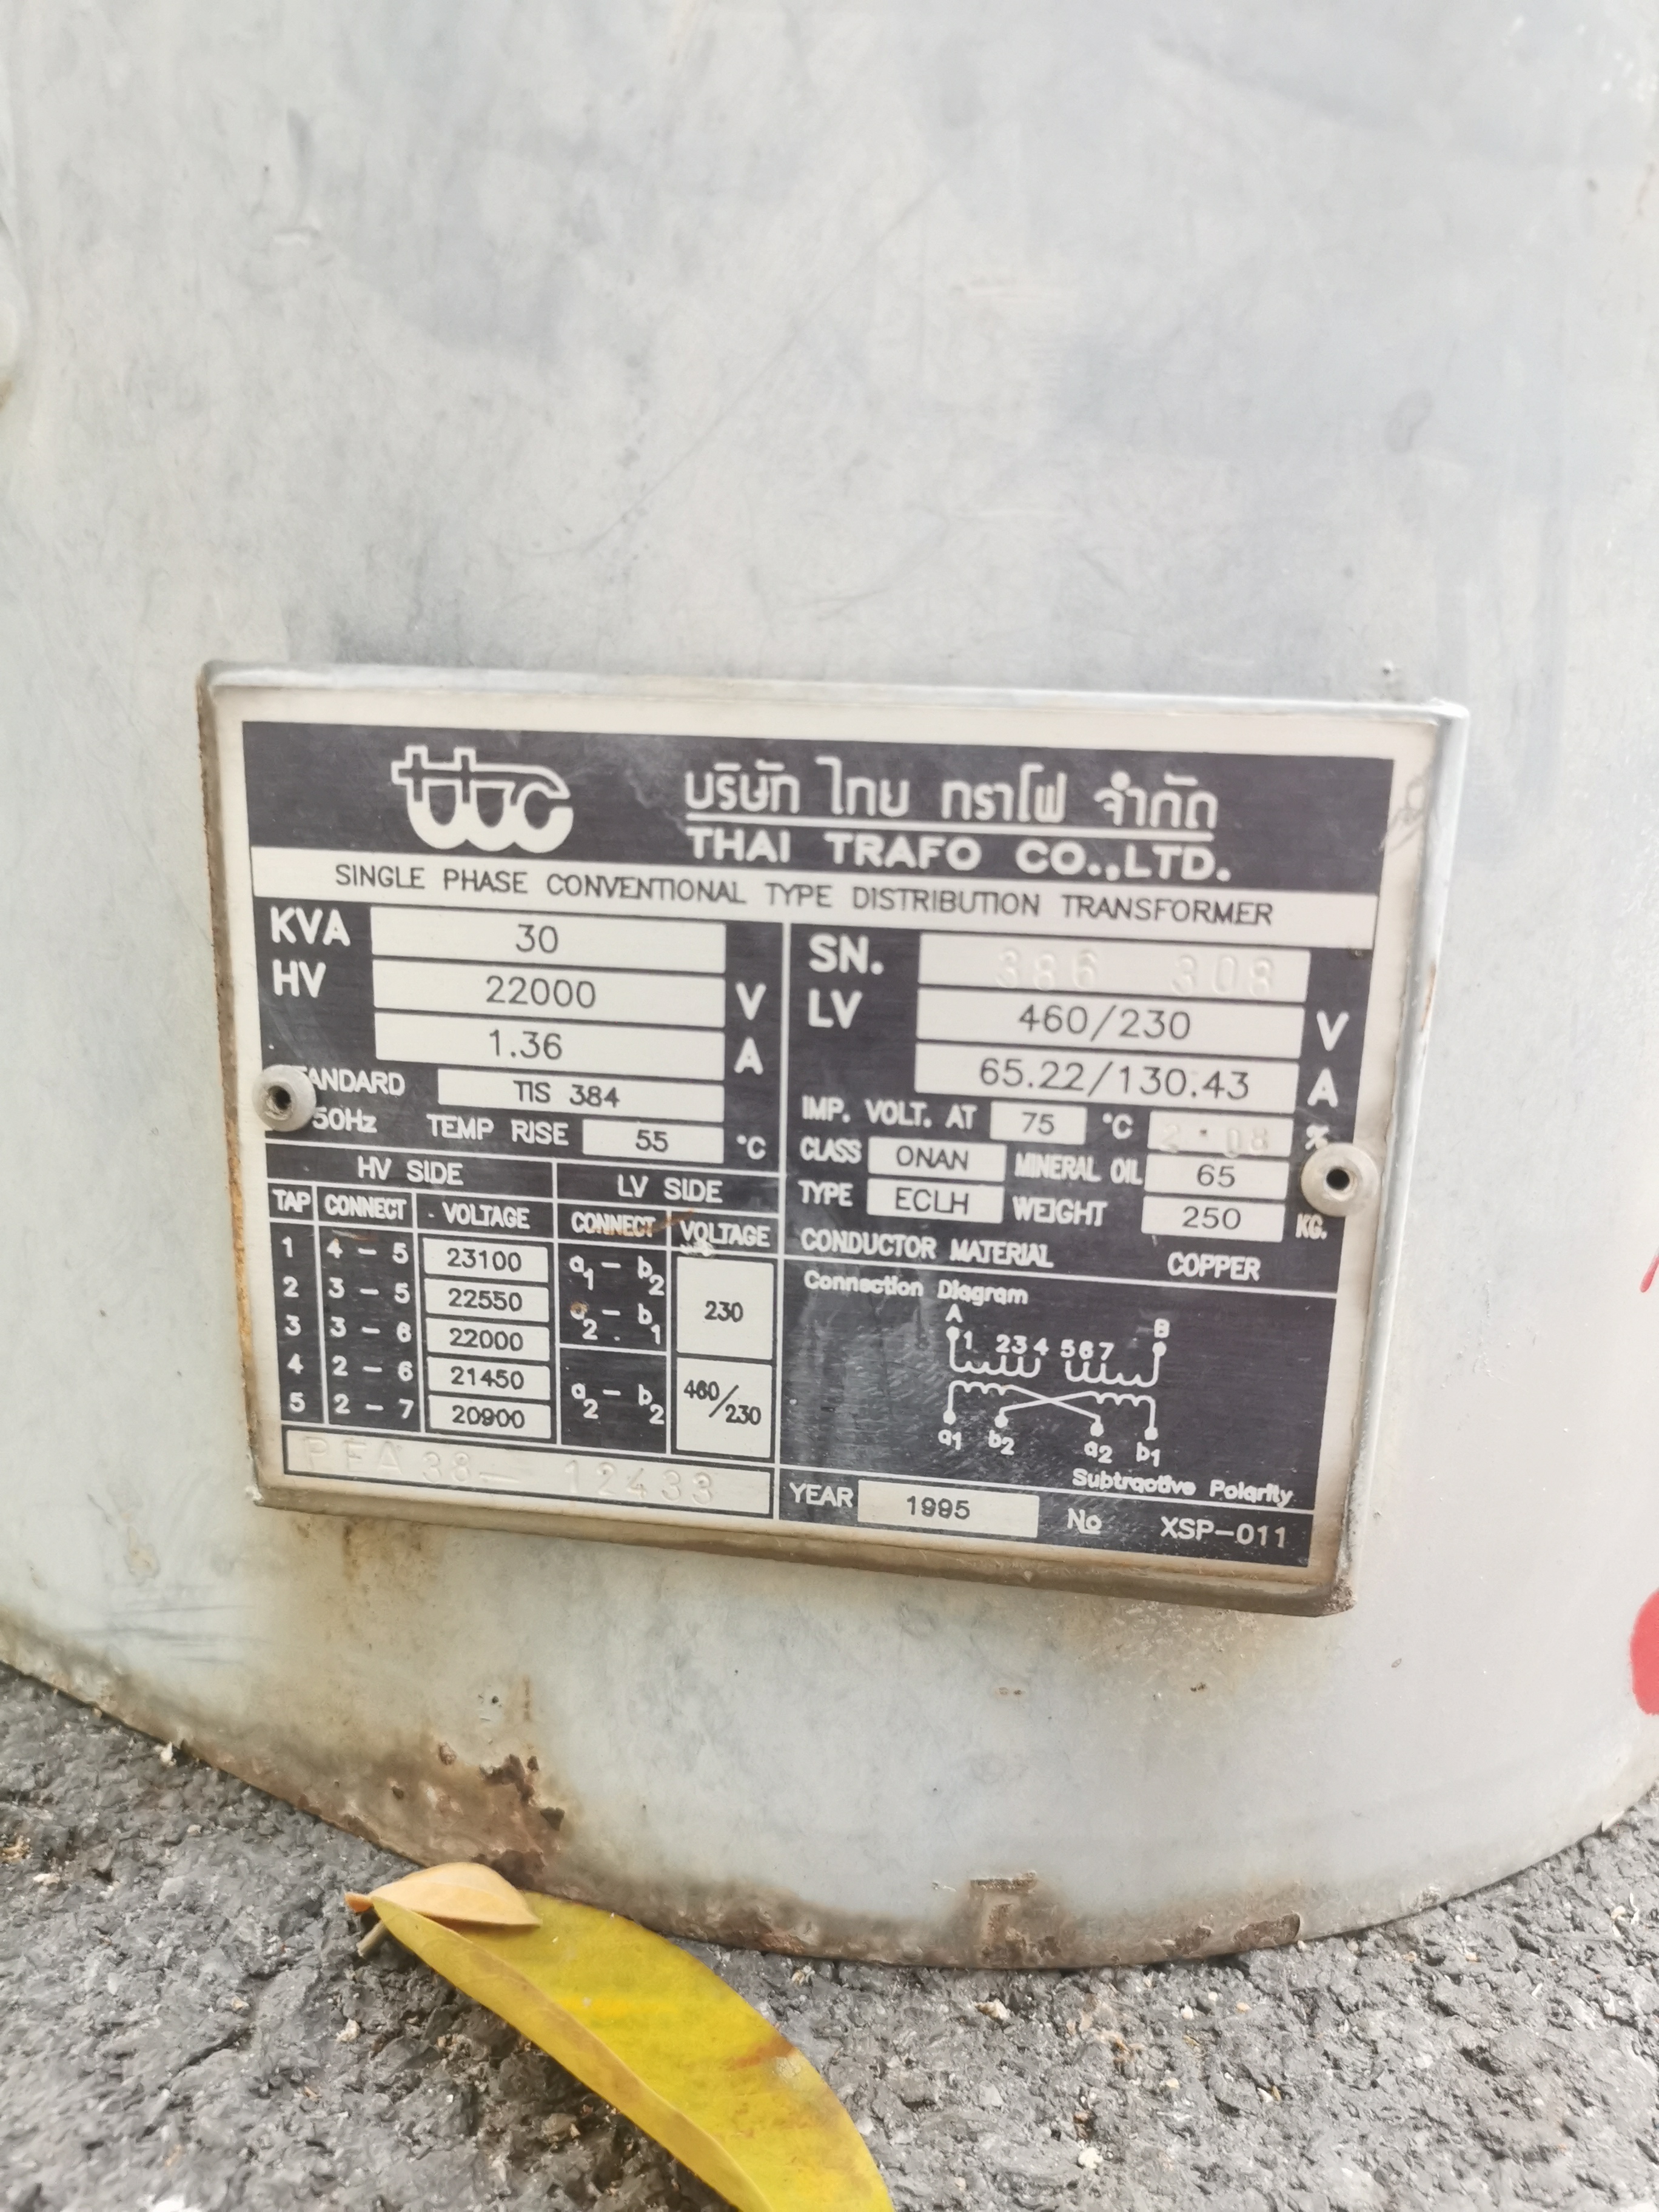 ttc
บริษัท ไทย ทราโฟ จำกัด
THAI TRAFO CO.,LTD.
SINGLE PHASE CONVENTIONAL TYPE DISTRIBUTION TRANSFORMER
KVA 30
HV 22000 V
1.36 A
TANDARD TIS 384
50Hz TEMP RISE 55 °C
SN. 386 308
LV 460/230 V
65.22/130.43 A
IMP. VOLT. AT 75 °C 2.08 %
CLASS ONAN MINERAL OIL 65
TYPE ECLH WEIGHT 250 KG.
CONDUCTOR MATERIAL COPPER
HV SIDE LV SIDE
TAP CONNECT VOLTAGE CONNECT VOLTAGE
1 4 - 5 23100 a1 - b2
2 3 - 5 22550 a2 - b1 230
3 3 - 6 22000
4 2 - 6 21450 a2 - b2 460/230
5 2 - 7 20900
PEA 38- 12433
Connection Diagram
A B
1 2 3 4 5 6 7
a1 b2 a2 b1
Subtractive Polarity
YEAR 1995 No XSP-011